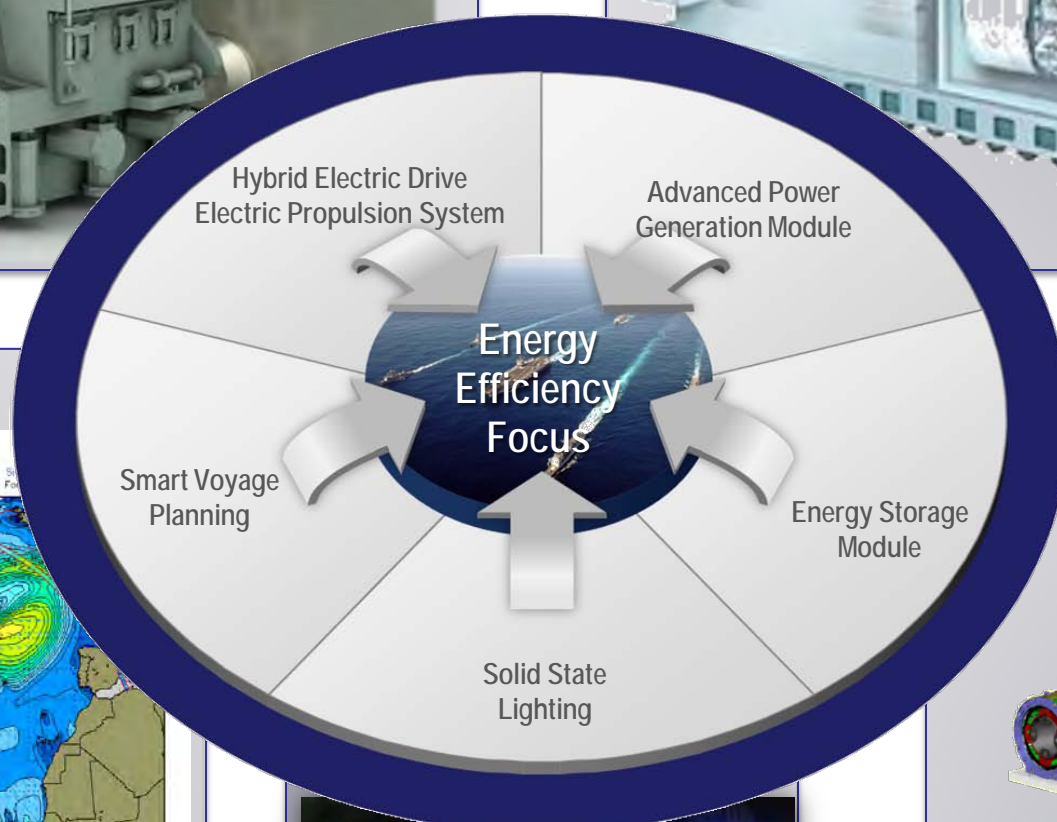 Hybrid Electric Drive
Electric Propulsion System
Advanced Power
Generation Module
Energy
Efficiency
Focus
Smart Voyage
Planning
Energy Storage
Module
Solid State
Lighting